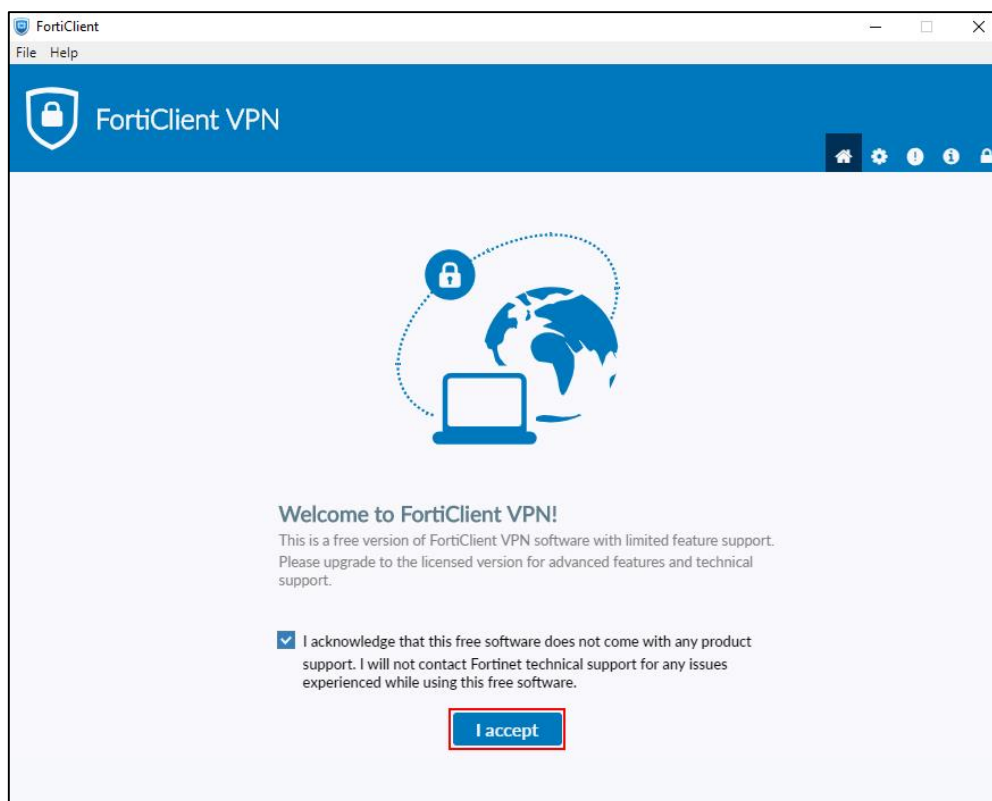 FortiClient
File Help
FortiClient VPN
Welcome to FortiClient VPN!
This is a free version of FortiClient VPN software with limited feature support.
Please upgrade to the licensed version for advanced features and technical
support.
I acknowledge that this free software does not come with any product
support. I will not contact Fortinet technical support for any issues
experienced while using this free software.
I accept